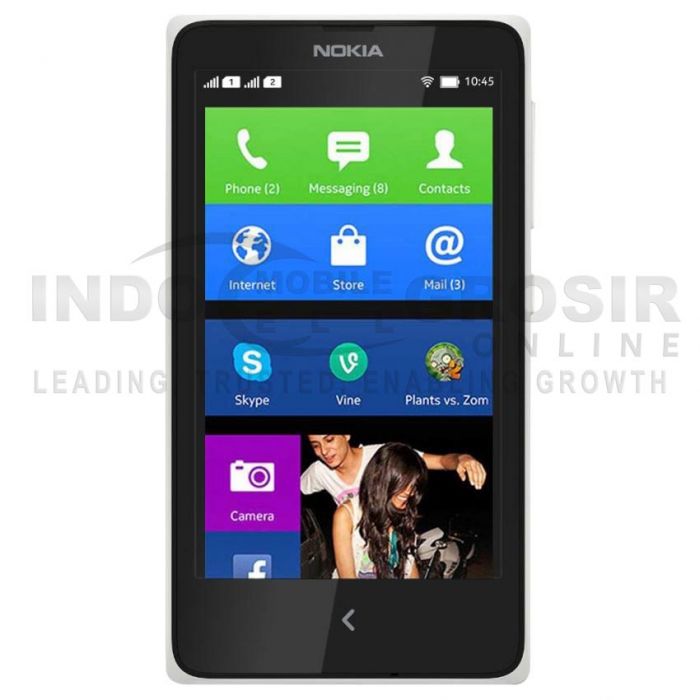 NOKIA
1 2 10:45
Phone (2) Messaging (8) Contacts
Internet Store Mail (3)
INDO MOBILE GROSIR
CELL ONLINE
LEADING, TRUSTED, ENABLING GROWTH
Skype Vine Plants vs. Zom
Camera